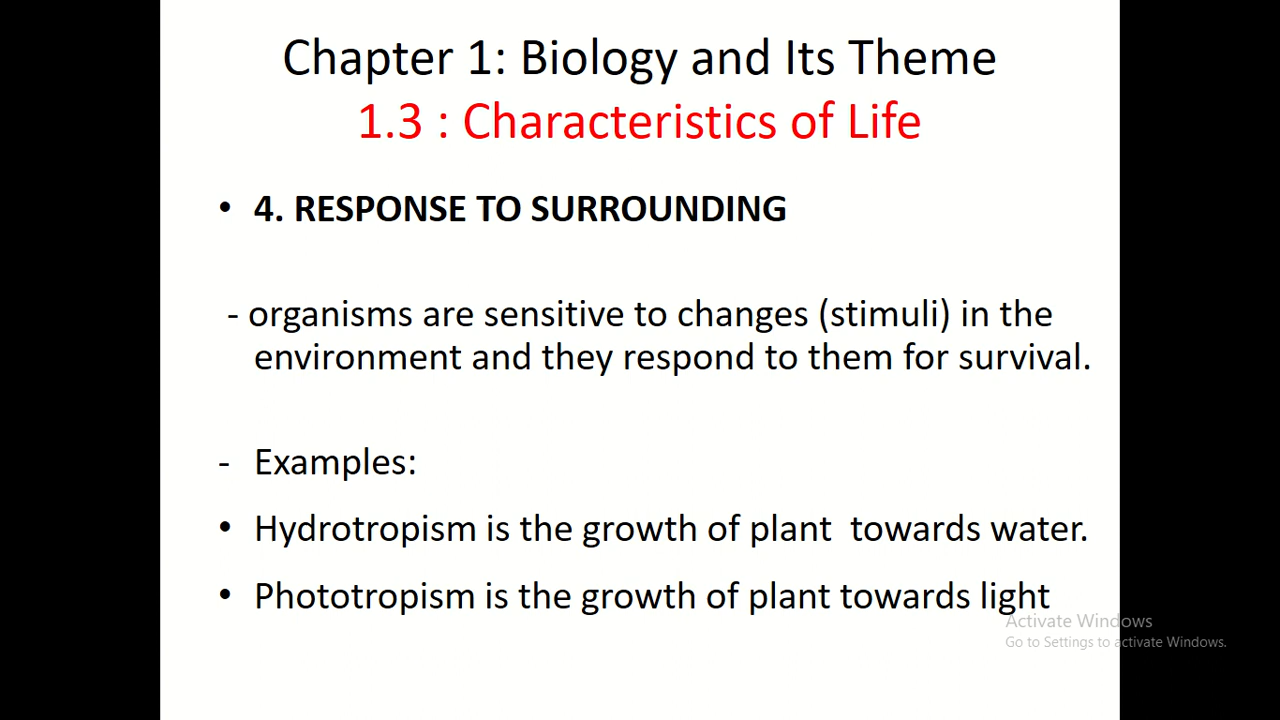 Chapter 1: Biology and Its Theme
1.3 : Characteristics of Life
• 4. RESPONSE TO SURROUNDING
- organisms are sensitive to changes (stimuli) in the
environment and they respond to them for survival.
- Examples:
• Hydrotropism is the growth of plant  towards water.
• Phototropism is the growth of plant towards light
Activate Windows
Go to Settings to activate Windows.